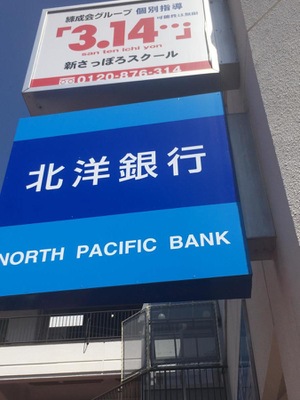 練成会グループ 個別指導
「3.14…」
san ten ichi yon
新さっぽろスクール
0120-876-314
北洋銀行
NORTH PACIFIC BANK